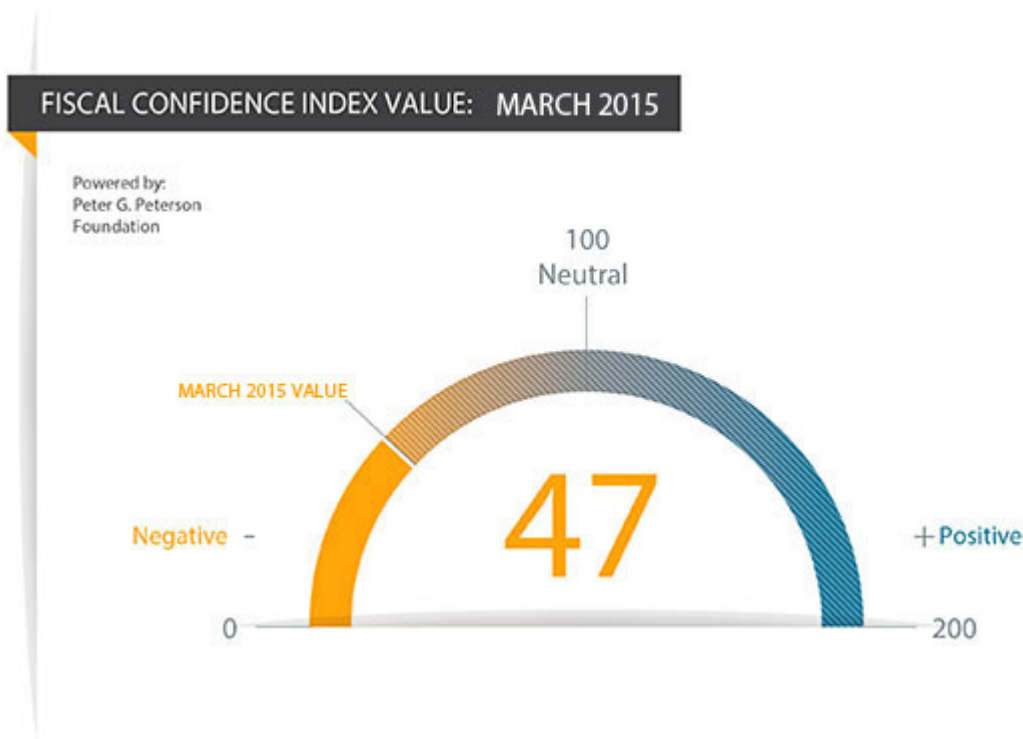 FISCAL CONFIDENCE INDEX VALUE: MARCH 2015
Powered by:
Peter G. Peterson
Foundation
100
Neutral
MARCH 2015 VALUE
47
Negative -
+ Positive
0
200